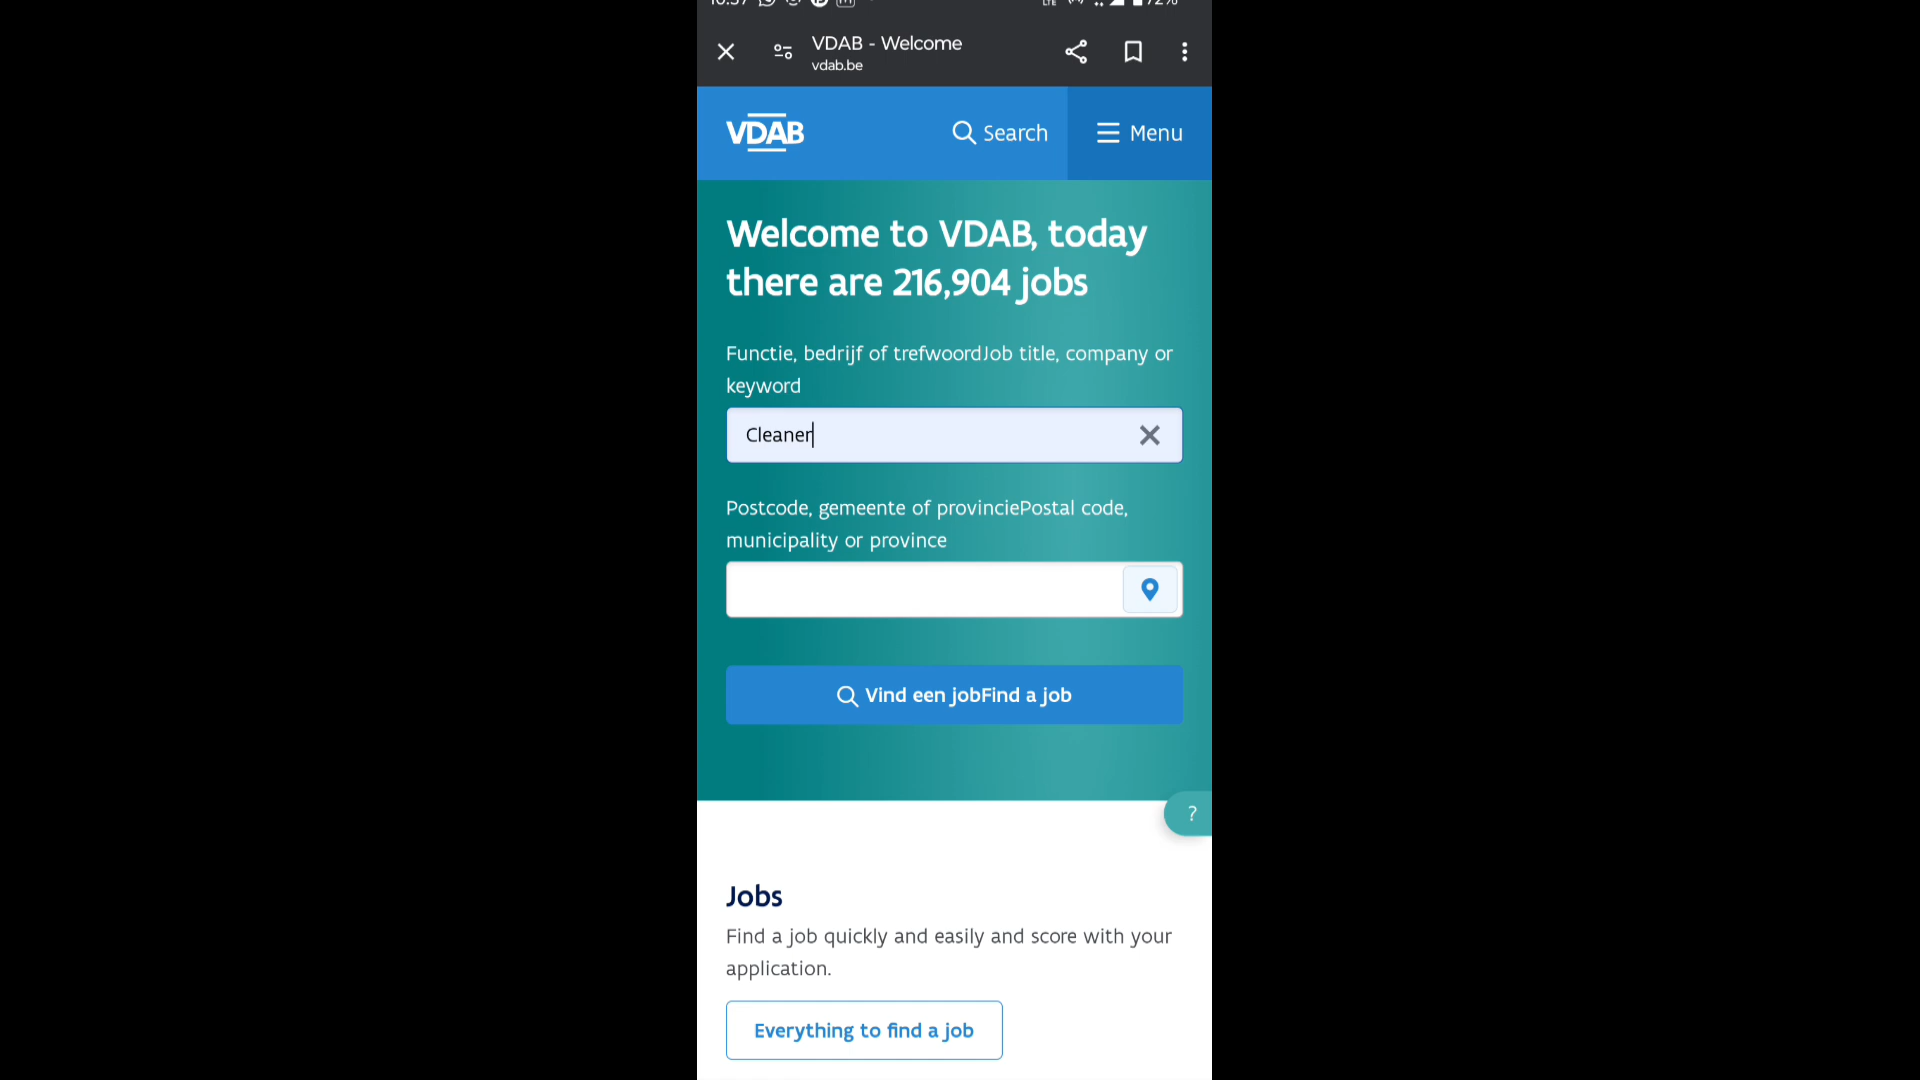 VDAB - Welcome
vdab.be
VDAB
Search
Menu
Welcome to VDAB, today
there are 216,904 jobs
Functie, bedrijf of trefwoordJob title, company or
keyword
Cleaner
Postcode, gemeente of provinciePostal code,
municipality or province
Vind een jobFind a job
?
Jobs
Find a job quickly and easily and score with your
application.
Everything to find a job